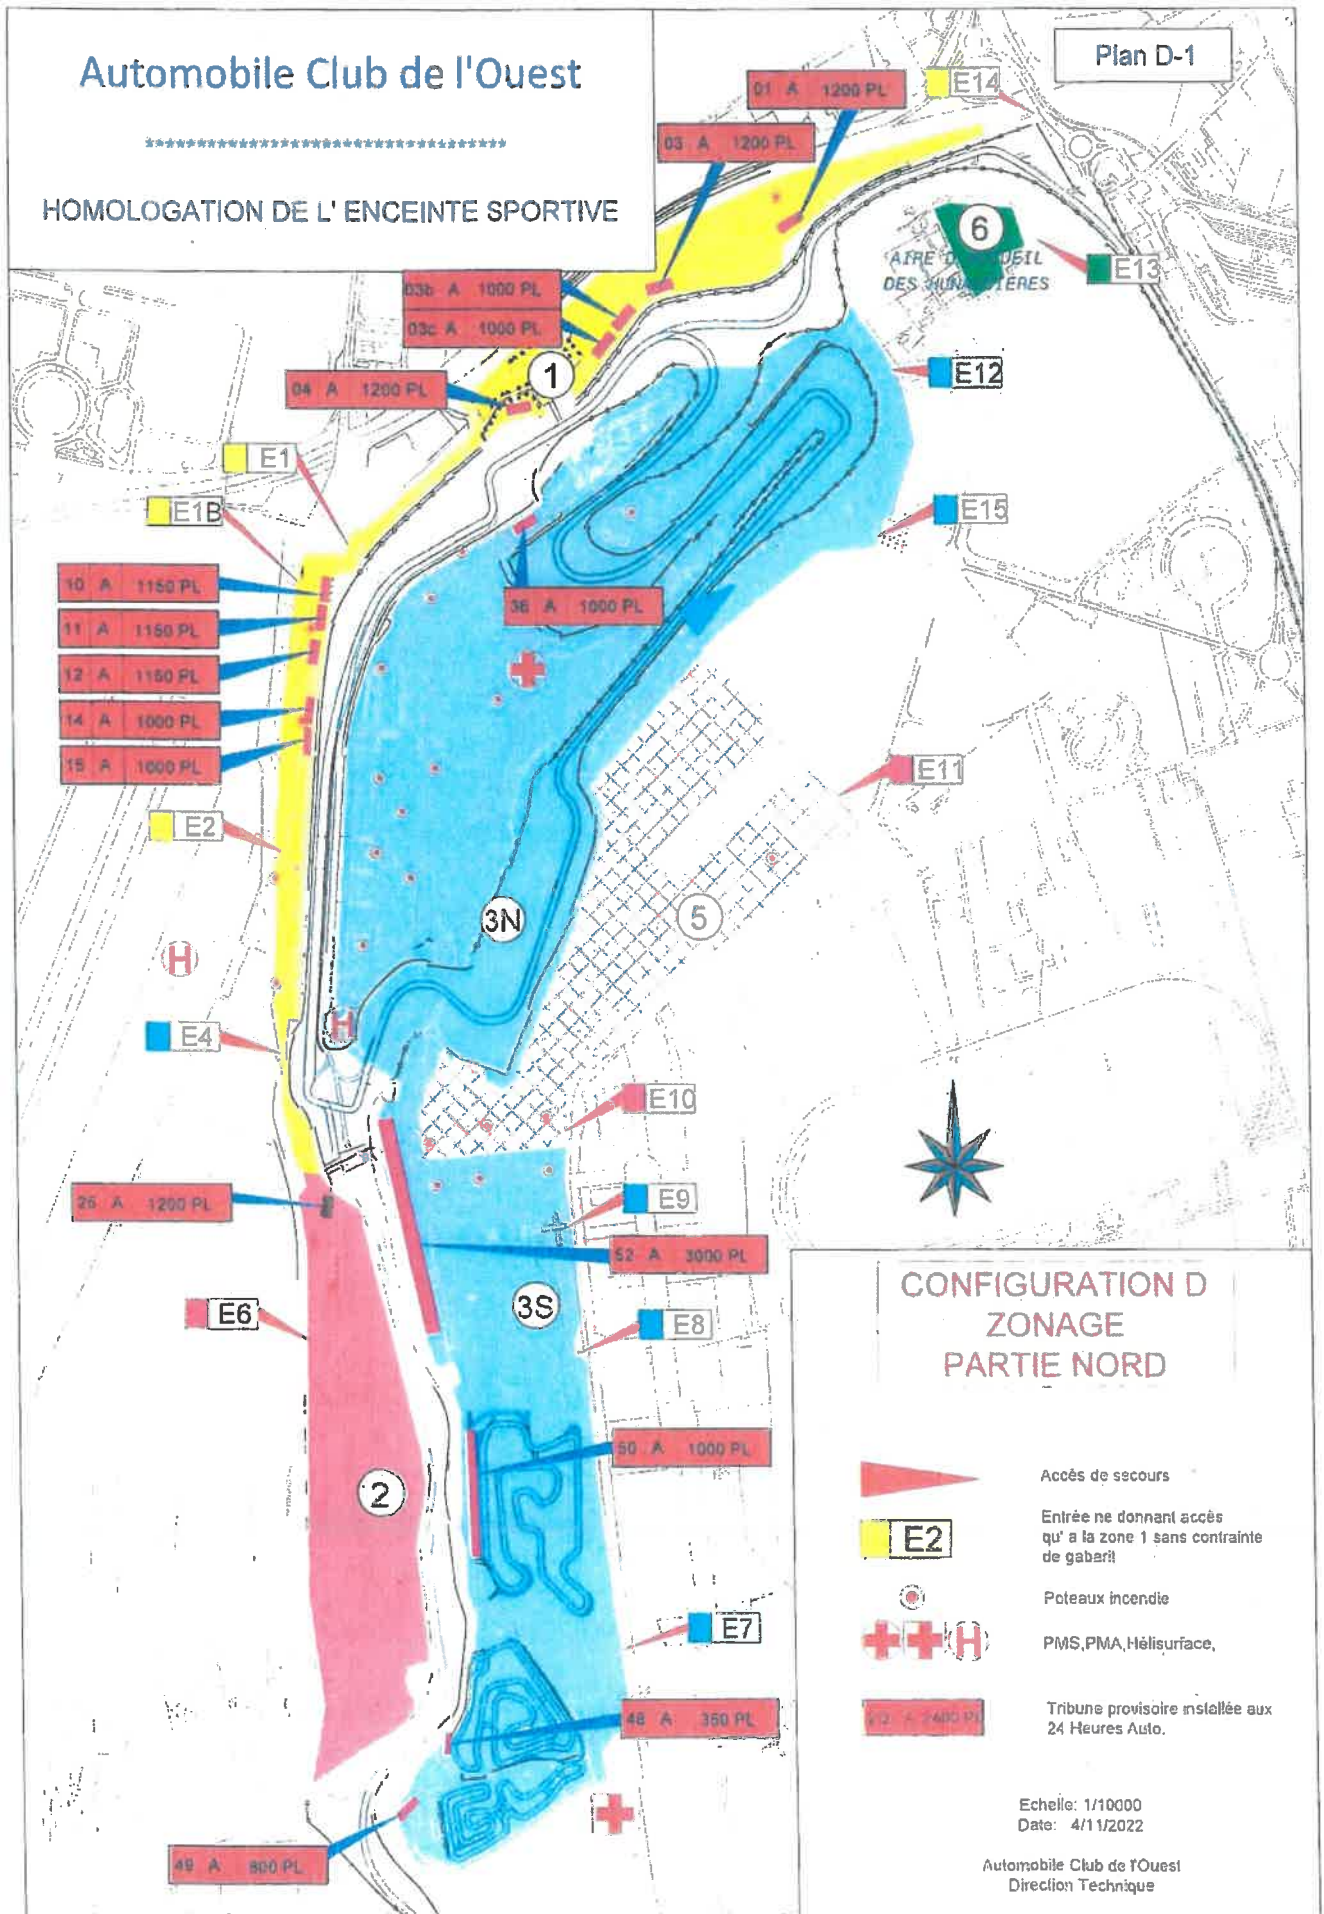 Automobile Club de l'Ouest
***********************************
HOMOLOGATION DE L' ENCEINTE SPORTIVE
Plan D-1
01 A 1200 PL
E14
03 A 1200 PL
6
AIRE
DES
E13
03b A 1000 PL
03c A 1000 PL
04 A 1200 PL
1
E12
E1
E1B
E15
10 A 1150 PL
11 A 1150 PL
12 A 1150 PL
14 A 1000 PL
15 A 1000 PL
36 A 1000 PL
E11
E2
3N
5
H
H
E4
E10
26 A 1200 PL
E9
52 A 3000 PL
3S
E6
E8
50 A 1000 PL
2
E7
48 A 350 PL
49 A 800 PL
CONFIGURATION D
ZONAGE
PARTIE NORD
Accès de secours
E2
Entrée ne donnant accès
qu' a la zone 1 sans contrainte
de gabarit
Poteaux incendie
H
PMS,PMA,Hélisurface,
Tribune provisoire installée aux
24 Heures Auto.
Echelle: 1/10000
Date: 4/11/2022
Automobile Club de l'Ouest
Direction Technique